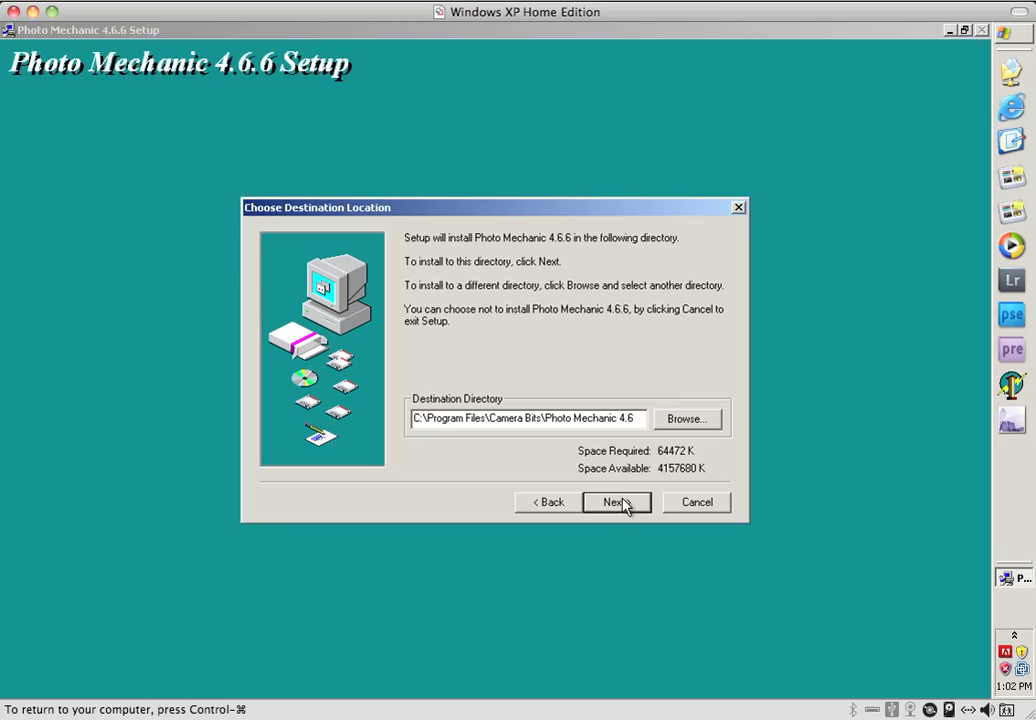 Windows XP Home Edition
Photo Mechanic 4.6.6 Setup
Photo Mechanic 4.6.6 Setup
Choose Destination Location
Setup will install Photo Mechanic 4.6.6 in the following directory.
To install to this directory, click Next.
To install to a different directory, click Browse and select another directory.
You can choose not to install Photo Mechanic 4.6.6, by clicking Cancel to
exit Setup.
Destination Directory
C:\Program Files\Camera Bits\Photo Mechanic 4.6
Browse...
Space Required: 64472 K
Space Available: 4157680 K
< Back
Cancel
Lr
pse
pre
P...
1:02 PM
To return to your computer, press Control-⌘